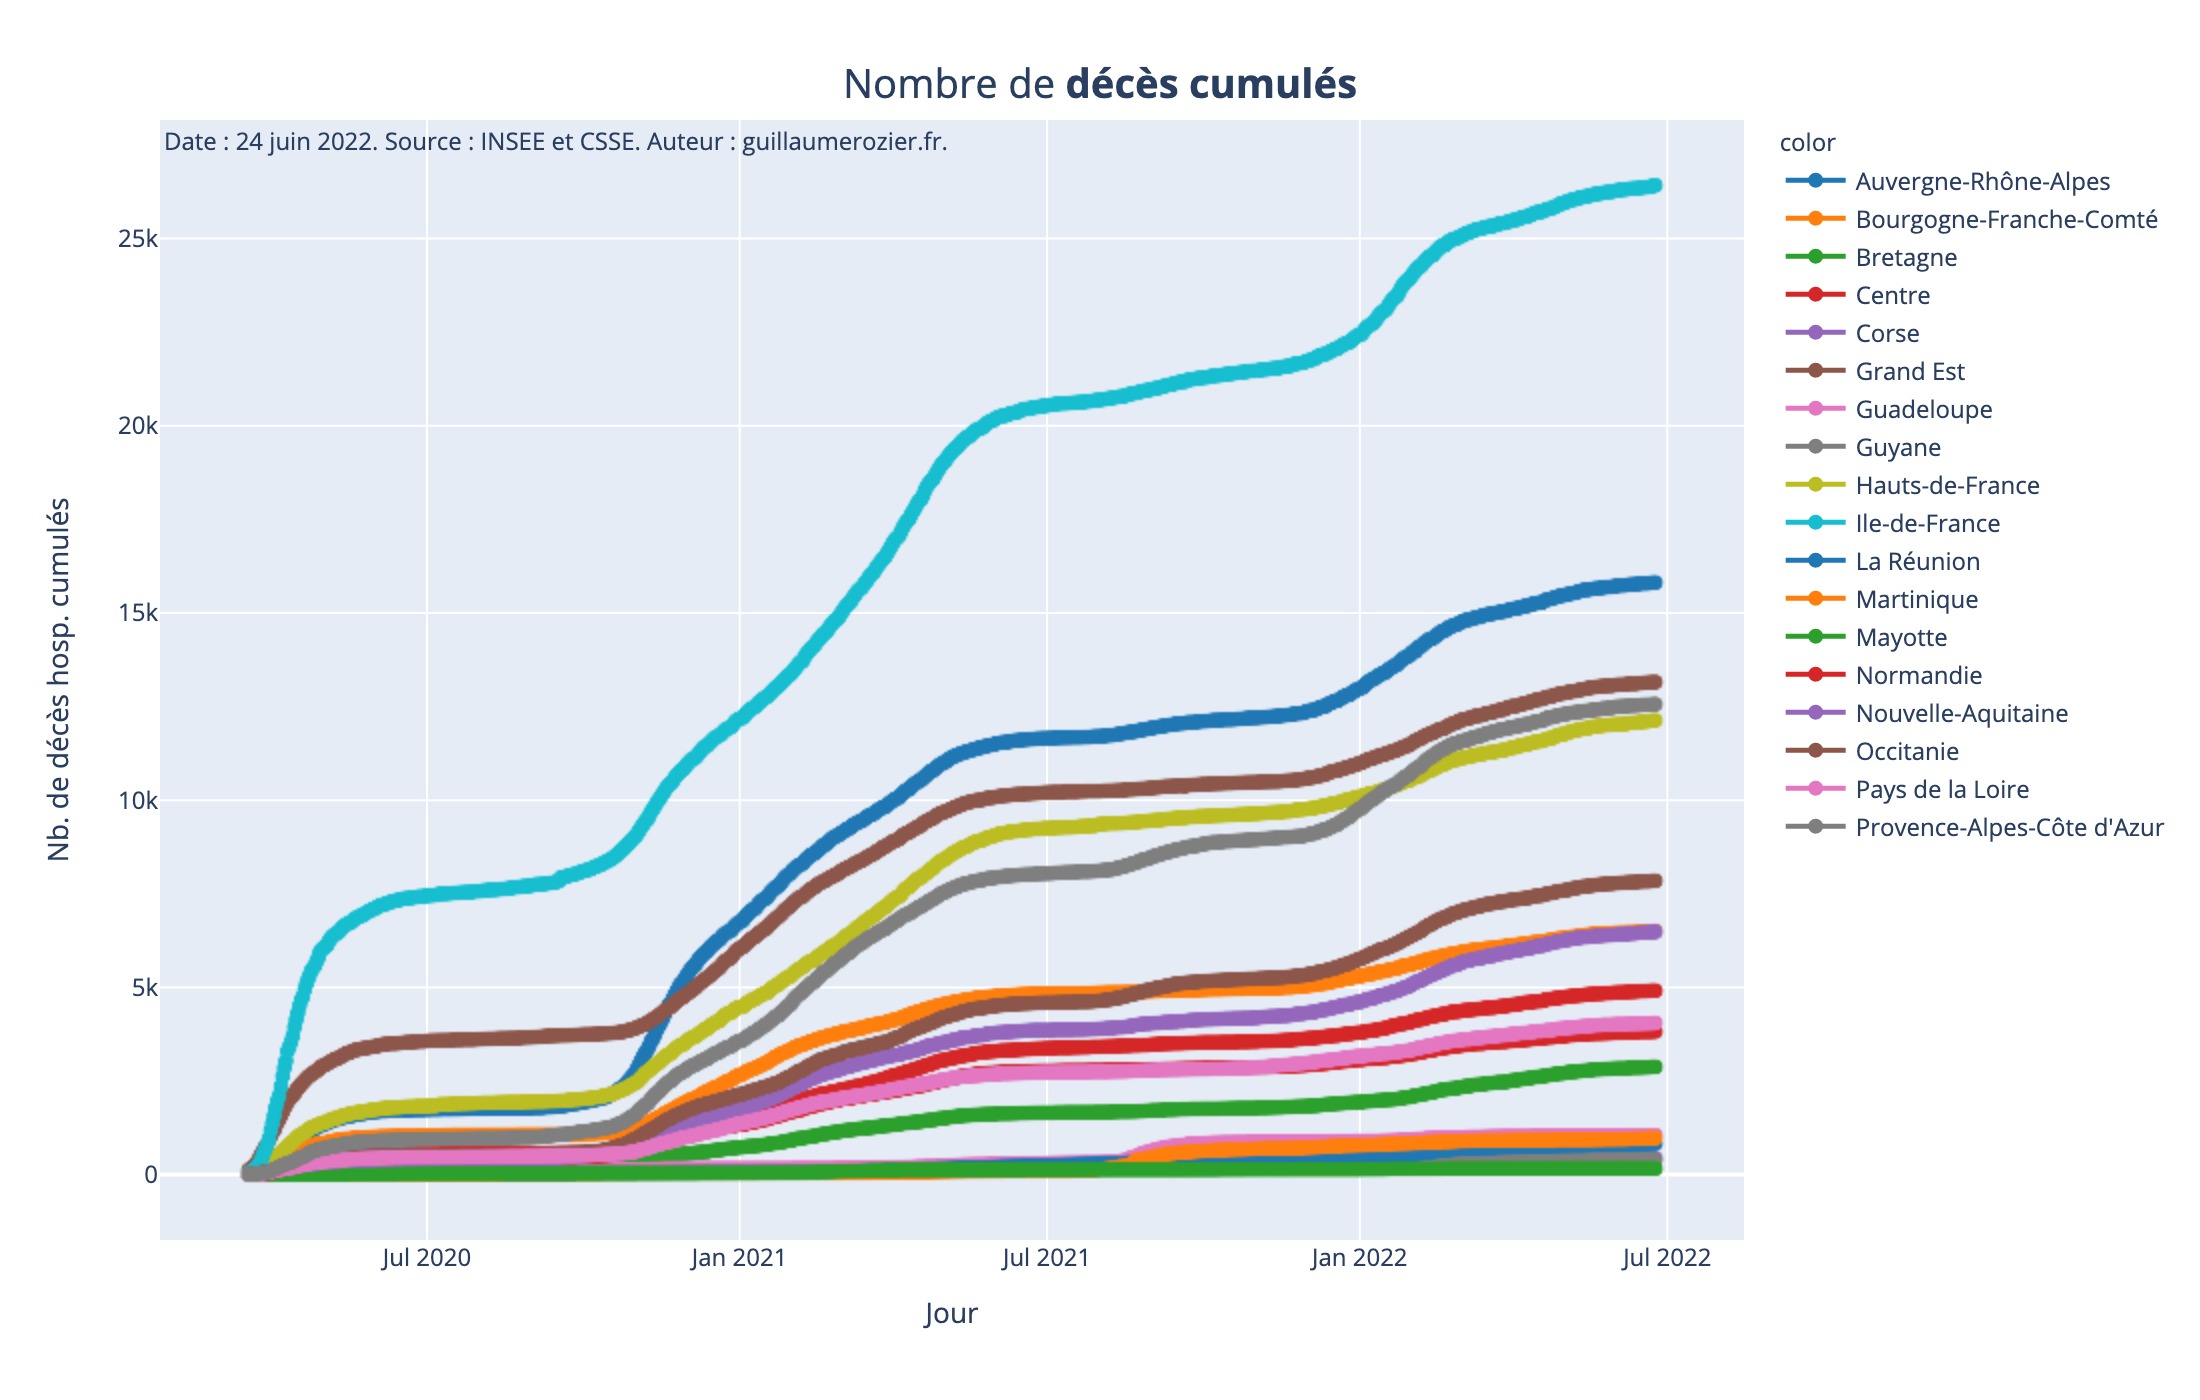 Nombre de décès cumulés
Date : 24 juin 2022. Source : INSEE et CSSE. Auteur : guillaumerozier.fr.
color
Auvergne-Rhône-Alpes
Bourgogne-Franche-Comté
Bretagne
Centre
Corse
Grand Est
Guadeloupe
Guyane
Hauts-de-France
Ile-de-France
La Réunion
Martinique
Mayotte
Normandie
Nouvelle-Aquitaine
Occitanie
Pays de la Loire
Provence-Alpes-Côte d'Azur
Nb. de décès hosp. cumulés
25k
20k
15k
10k
5k
0
Jul 2020
Jan 2021
Jul 2021
Jan 2022
Jul 2022
Jour